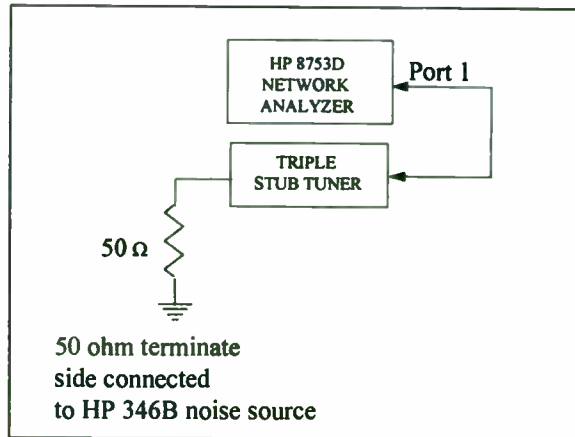 HP 8753D
NETWORK
ANALYZER
Port 1
TRIPLE
STUB TUNER
50 Ω
50 ohm terminate
side connected
to HP 346B noise source